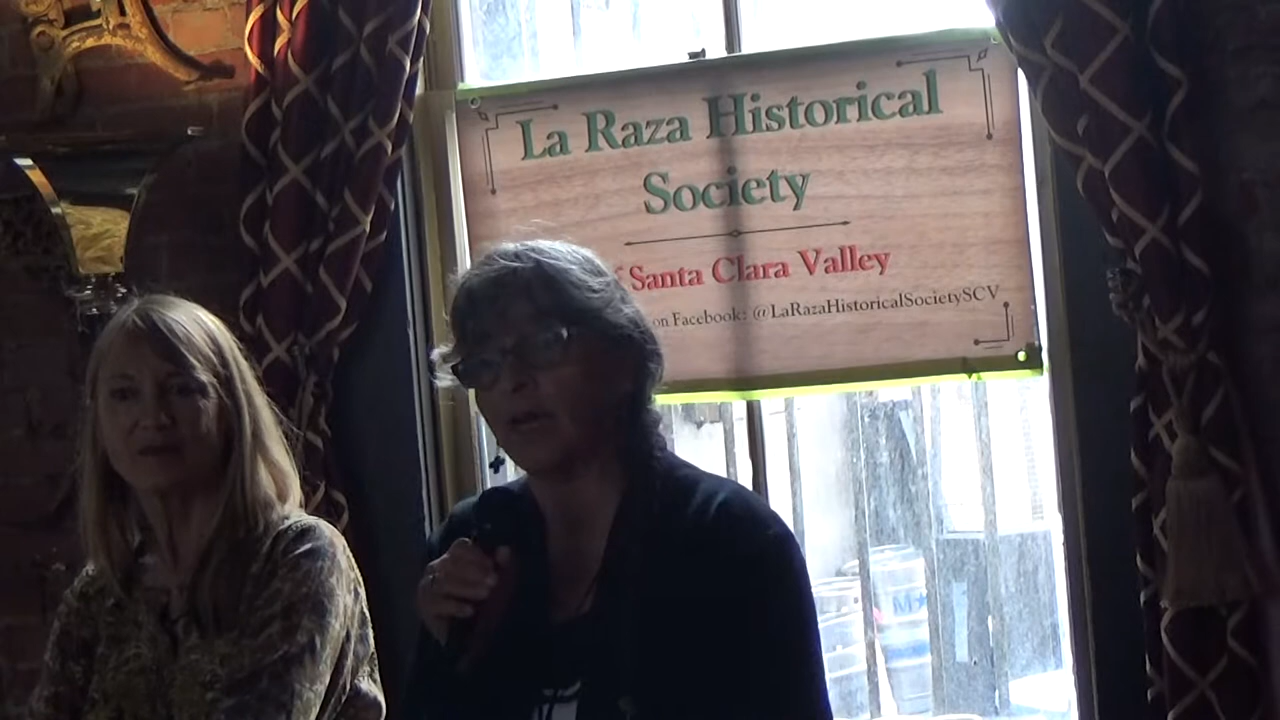 La Raza Historical
Society
Santa Clara Valley
on Facebook: @LaRazaHistoricalSocietySCV
M